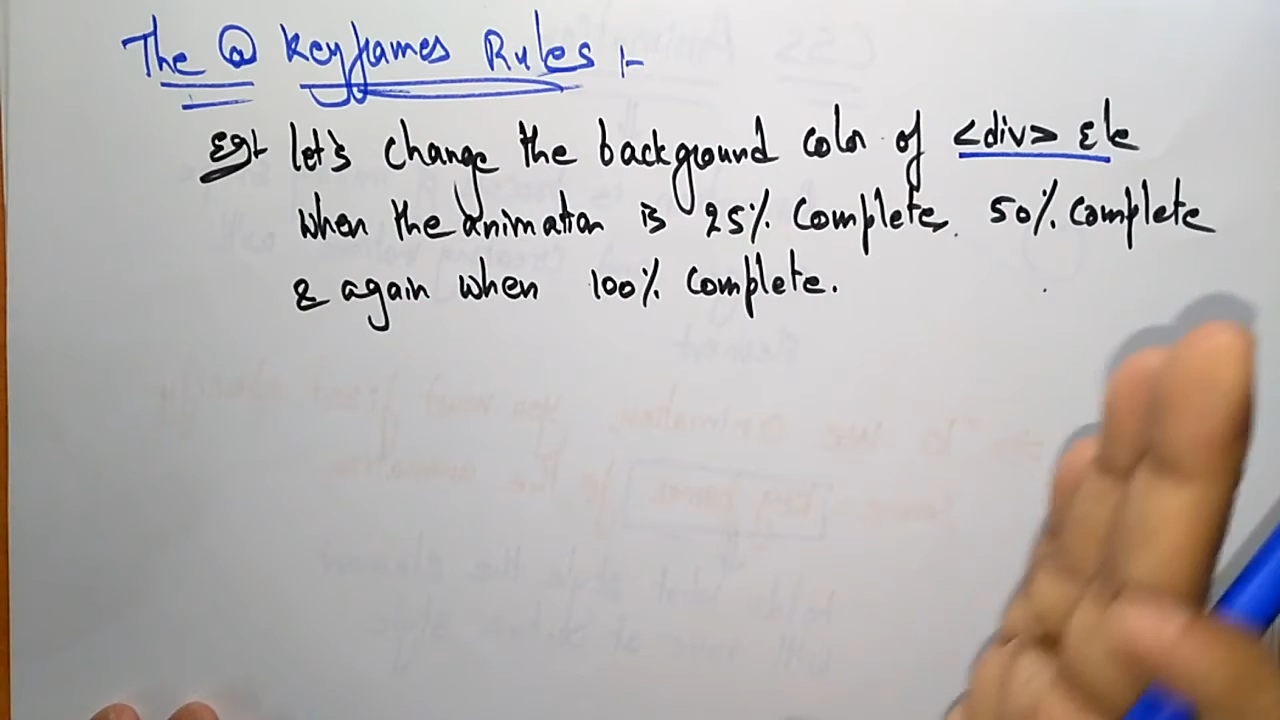 The @ Keyframes Rules :-
Eg:- let's change the background color of <div> Ele
when the animation is 25% complete. 50% complete
& again when 100% complete.